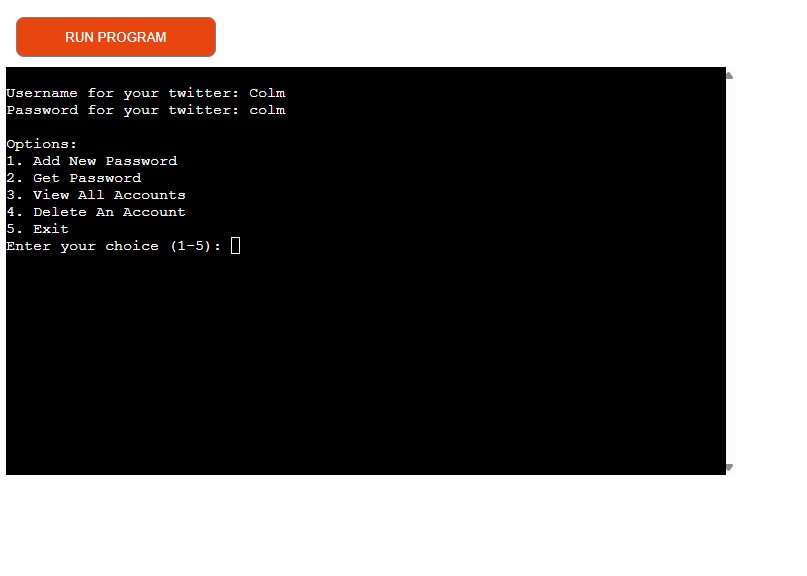 RUN PROGRAM
Username for your twitter: Colm
Password for your twitter: colm
Options:
1. Add New Password
2. Get Password
3. View All Accounts
4. Delete An Account
5. Exit
Enter your choice (1-5):